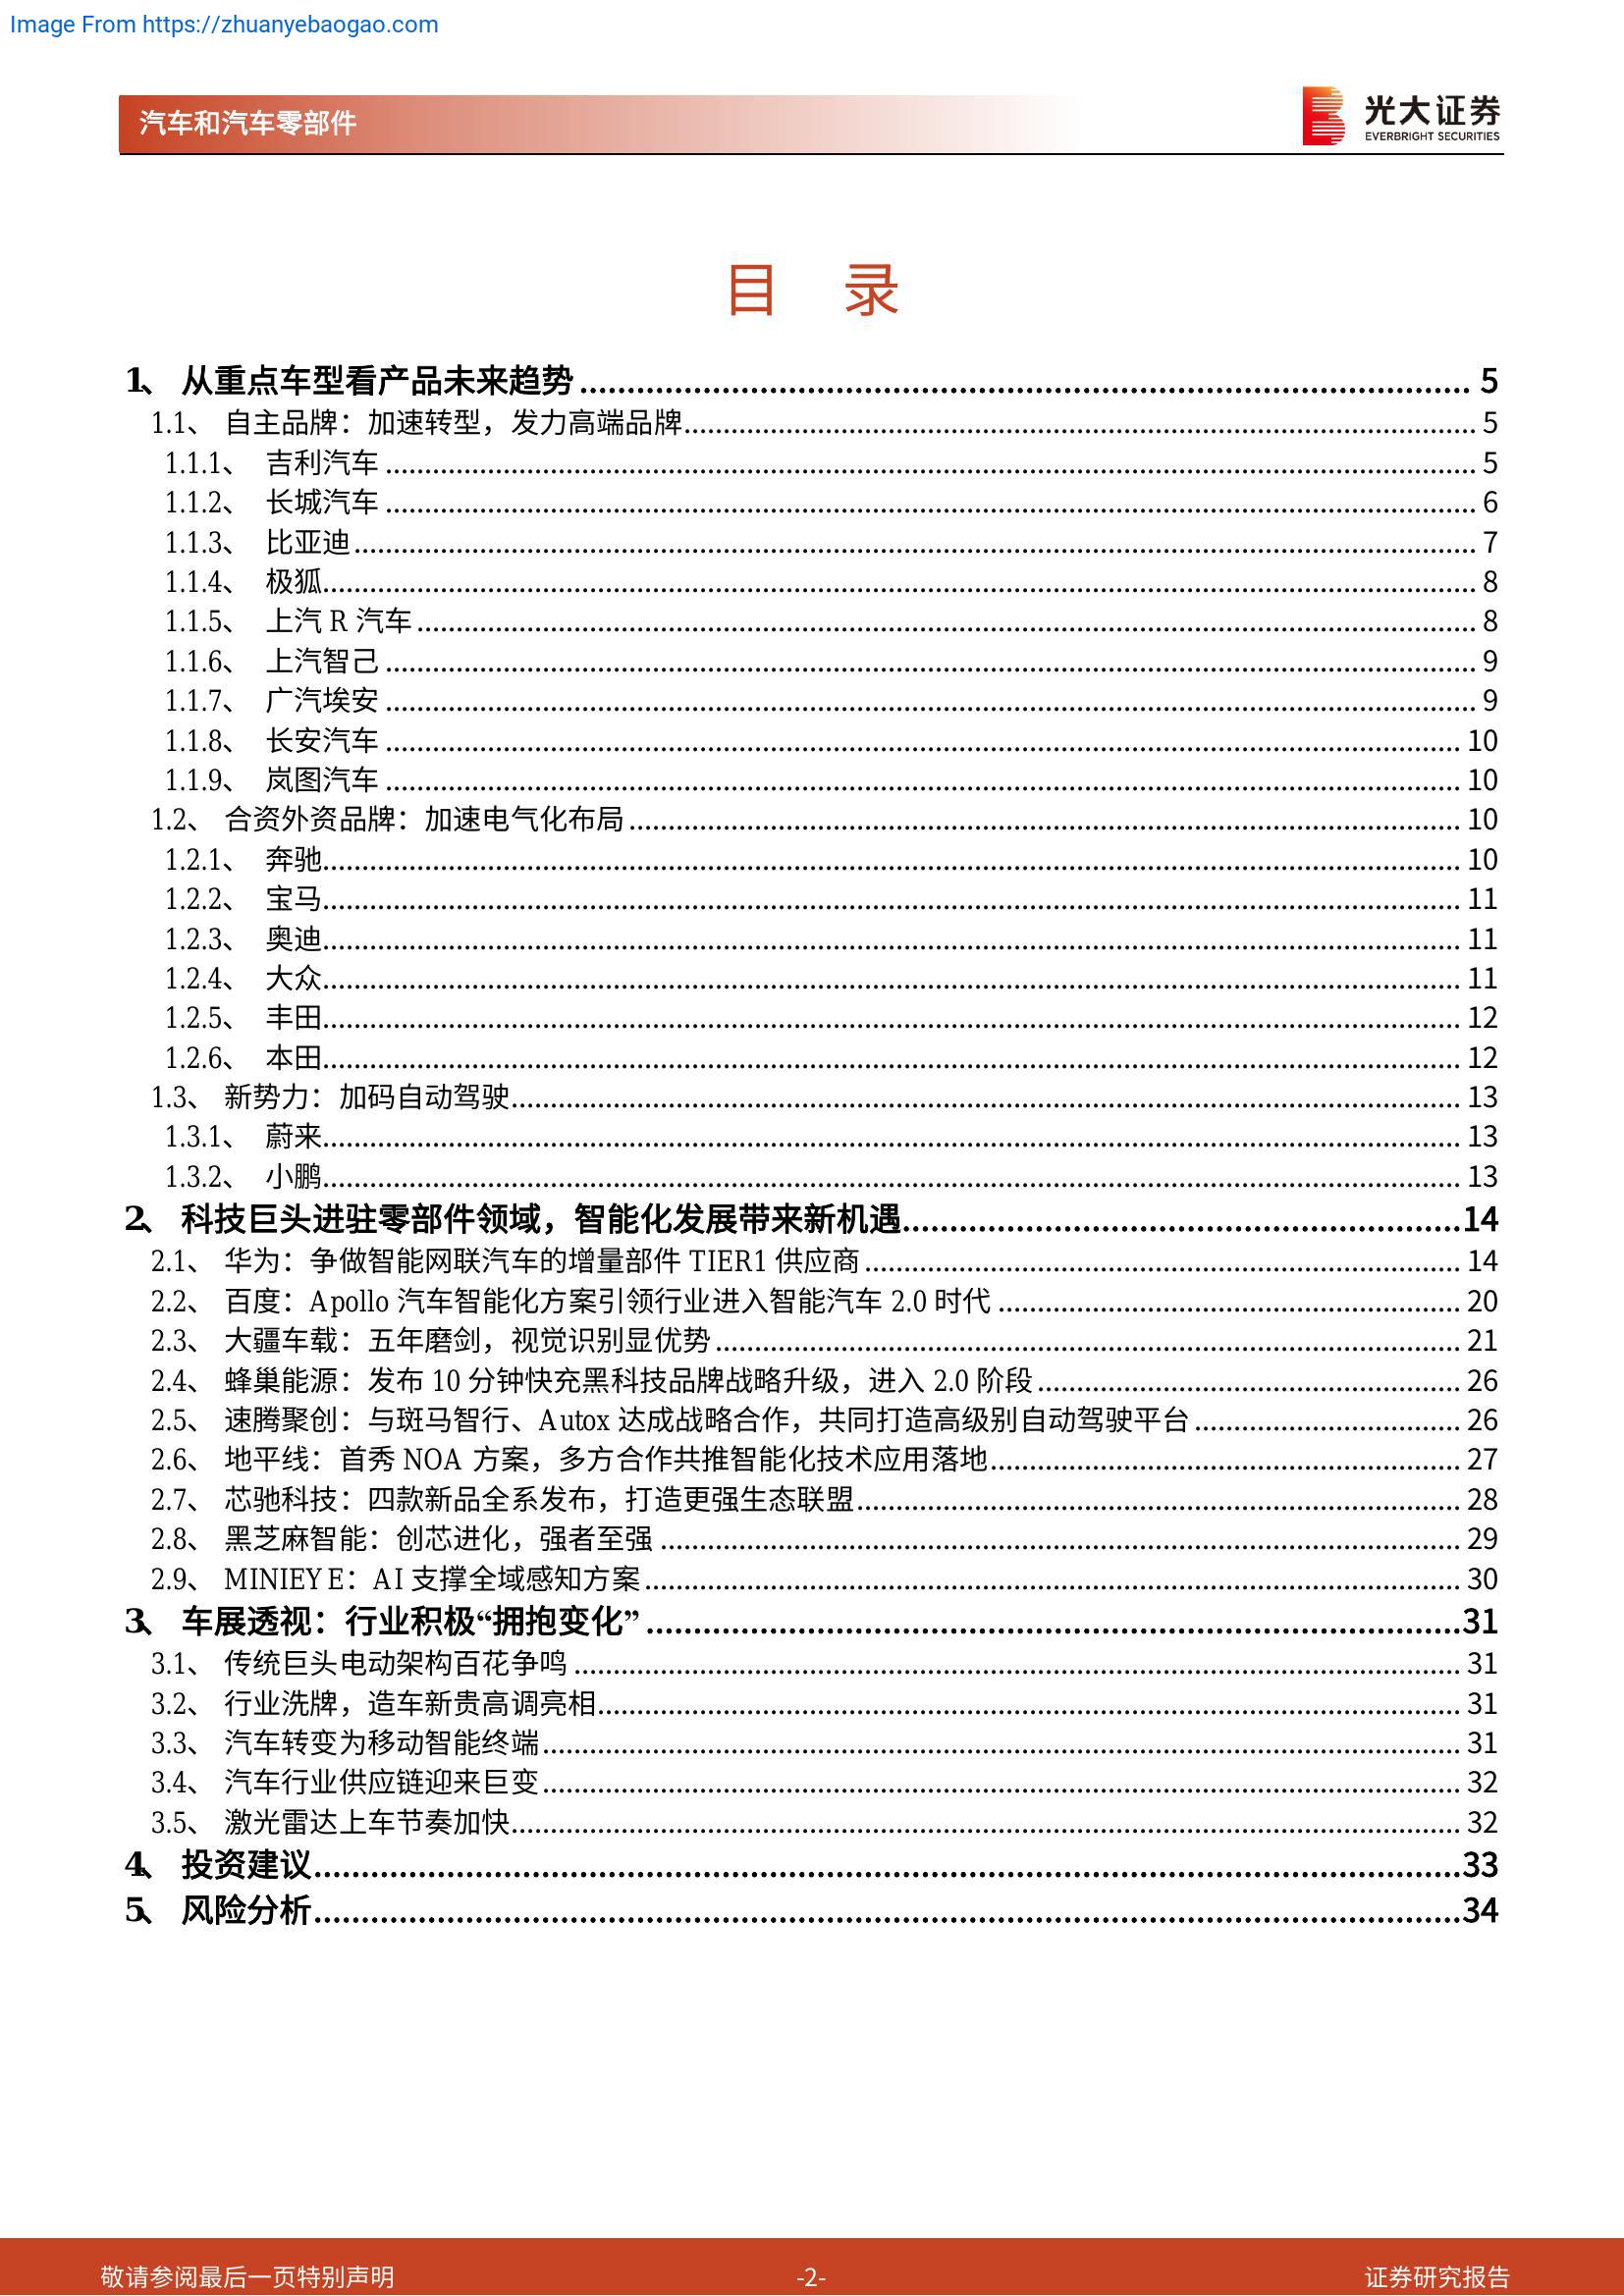 Image From https://zhuanyebaogao.com
汽车和汽车零部件
光大证券
EVERBRIGHT SECURITIES
目 录
1、 从重点车型看产品未来趋势 5
1.1、 自主品牌：加速转型，发力高端品牌 5
1.1.1、 吉利汽车 5
1.1.2、 长城汽车 6
1.1.3、 比亚迪 7
1.1.4、 极狐 8
1.1.5、 上汽 R 汽车 8
1.1.6、 上汽智己 9
1.1.7、 广汽埃安 9
1.1.8、 长安汽车 10
1.1.9、 岚图汽车 10
1.2、 合资外资品牌：加速电气化布局 10
1.2.1、 奔驰 10
1.2.2、 宝马 11
1.2.3、 奥迪 11
1.2.4、 大众 11
1.2.5、 丰田 12
1.2.6、 本田 12
1.3、 新势力：加码自动驾驶 13
1.3.1、 蔚来 13
1.3.2、 小鹏 13
2、 科技巨头进驻零部件领域，智能化发展带来新机遇 14
2.1、 华为：争做智能网联汽车的增量部件 TIER1 供应商 14
2.2、 百度：Apollo 汽车智能化方案引领行业进入智能汽车 2.0 时代 20
2.3、 大疆车载：五年磨剑，视觉识别显优势 21
2.4、 蜂巢能源：发布 10 分钟快充黑科技品牌战略升级，进入 2.0 阶段 26
2.5、 速腾聚创：与斑马智行、Autox 达成战略合作，共同打造高级别自动驾驶平台 26
2.6、 地平线：首秀 NOA 方案，多方合作共推智能化技术应用落地 27
2.7、 芯驰科技：四款新品全系发布，打造更强生态联盟 28
2.8、 黑芝麻智能：创芯进化，强者至强 29
2.9、 MINIEYE：AI 支撑全域感知方案 30
3、 车展透视：行业积极“拥抱变化” 31
3.1、 传统巨头电动架构百花争鸣 31
3.2、 行业洗牌，造车新贵高调亮相 31
3.3、 汽车转变为移动智能终端 31
3.4、 汽车行业供应链迎来巨变 32
3.5、 激光雷达上车节奏加快 32
4、 投资建议 33
5、 风险分析 34
敬请参阅最后一页特别声明 -2- 证券研究报告